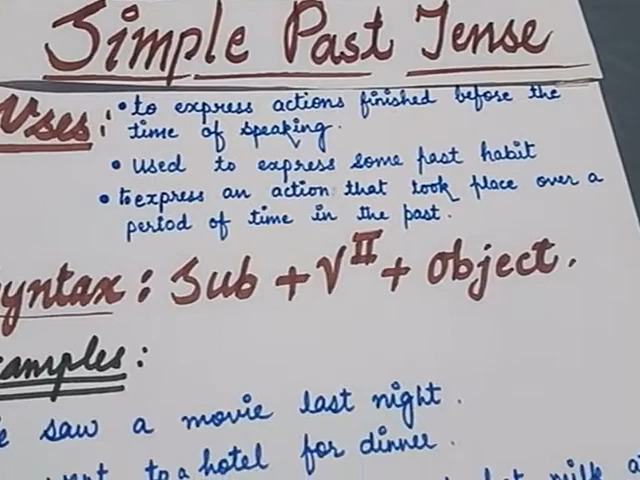 Simple Past Tense
Uses: • to express actions finished before the
time of speaking.
• used to express some past habit
• to express an action that took place over a
period of time in the past.
Syntax: Sub + V II + Object.
Examples:
saw a movie last night.
to a hotel for dinner.
milk